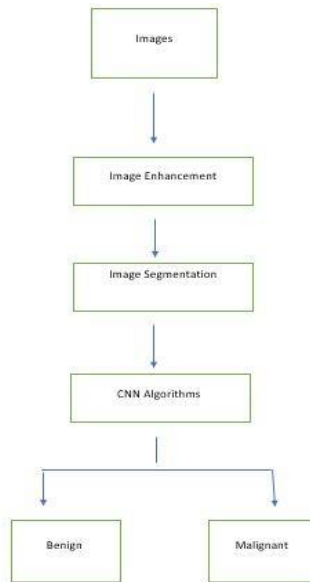 Images
Image Enhancement
Image Segmentation
CNN Algorithms
Benign
Malignant